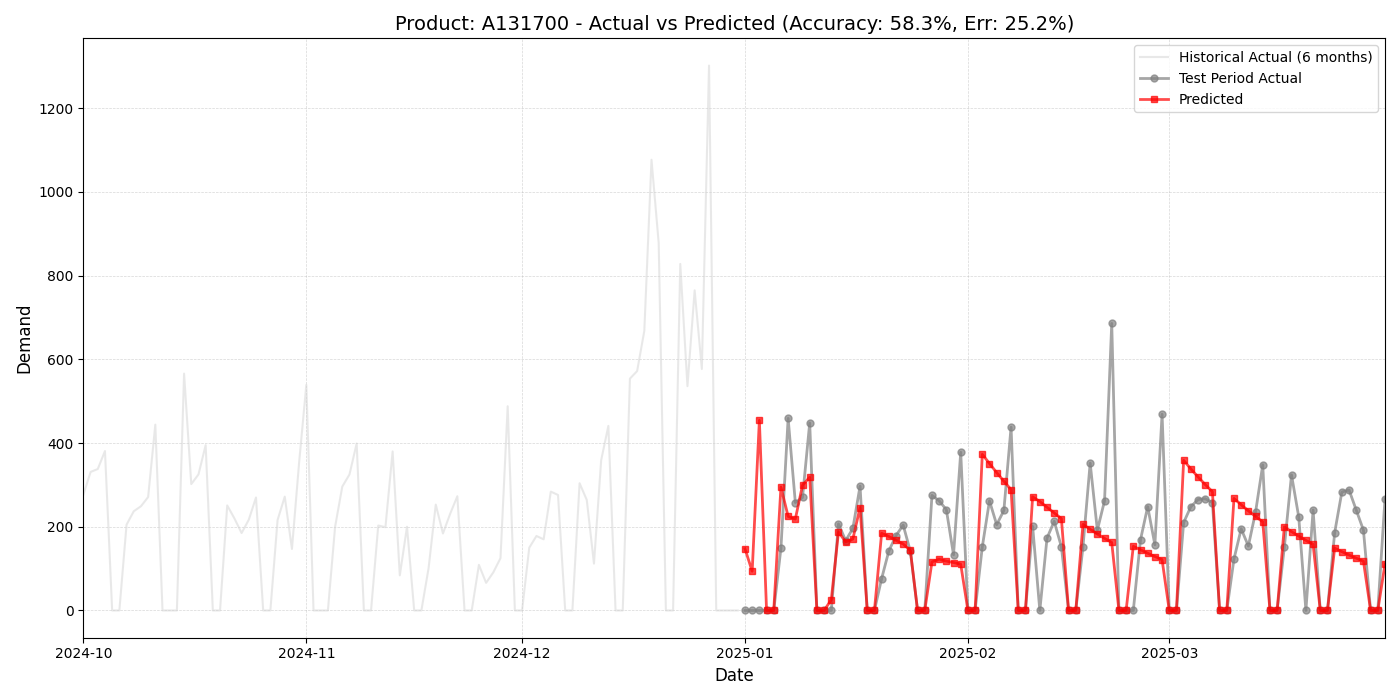 Product: A131700 - Actual vs Predicted (Accuracy: 58.3%, Err: 25.2%)
Historical Actual (6 months)
Test Period Actual
Predicted
Demand
1200
1000
800
600
400
200
0
2024-10
2024-11
2024-12
2025-01
2025-02
2025-03
Date